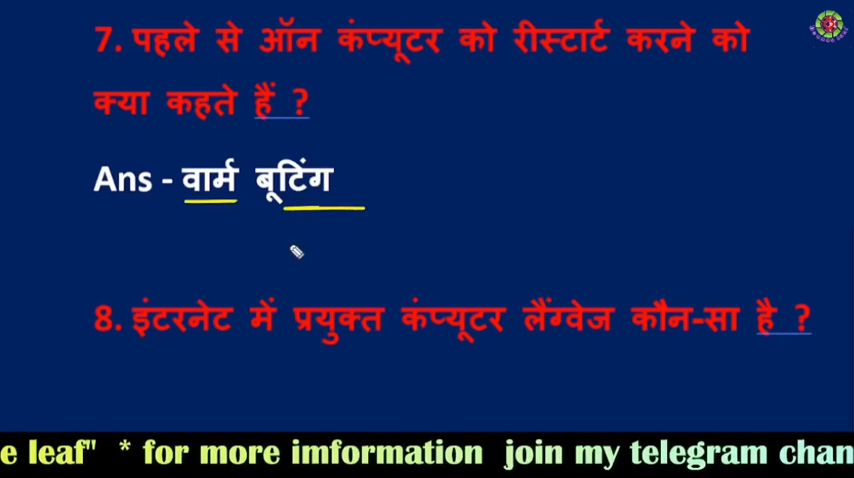 7. पहले से ऑन कंप्यूटर को रीस्टार्ट करने को
क्या कहते हैं ?
Ans - वार्म बूटिंग
8. इंटरनेट में प्रयुक्त कंप्यूटर लैंग्वेज कौन-सा है ?
e leaf" * for more imformation join my telegram chan